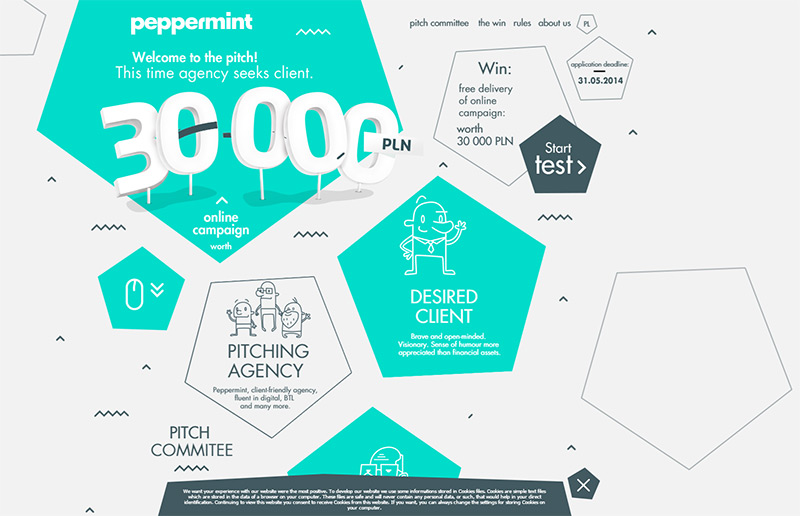 peppermint
pitch committee the win rules about us PL
Welcome to the pitch!
This time agency seeks client.
30 000
PLN
online
campaign
worth
Win:
free delivery
of online
campaign:
worth
30 000 PLN
application deadline:
31.05.2014
Start
test
DESIRED
CLIENT
Brave and open-minded.
Visionary. Sense of humour more
appreciated than financial assets.
PITCHING
AGENCY
Peppermint, client-friendly agency,
fluent in digital, BTL
and many more.
PITCH
COMMITEE
We want your experience with our website were the most positive. To develop our website we use some informations stored in Cookies files. Cookies are simple text files
which are stored in the data of a browser on your computer. These files are safe and will never contain any personal data, or such, that would help in your direct
identification. Continuing to view this website you consent to receive Cookies from this website. If you want, you can always change the settings for storing Cookies on
your computer.